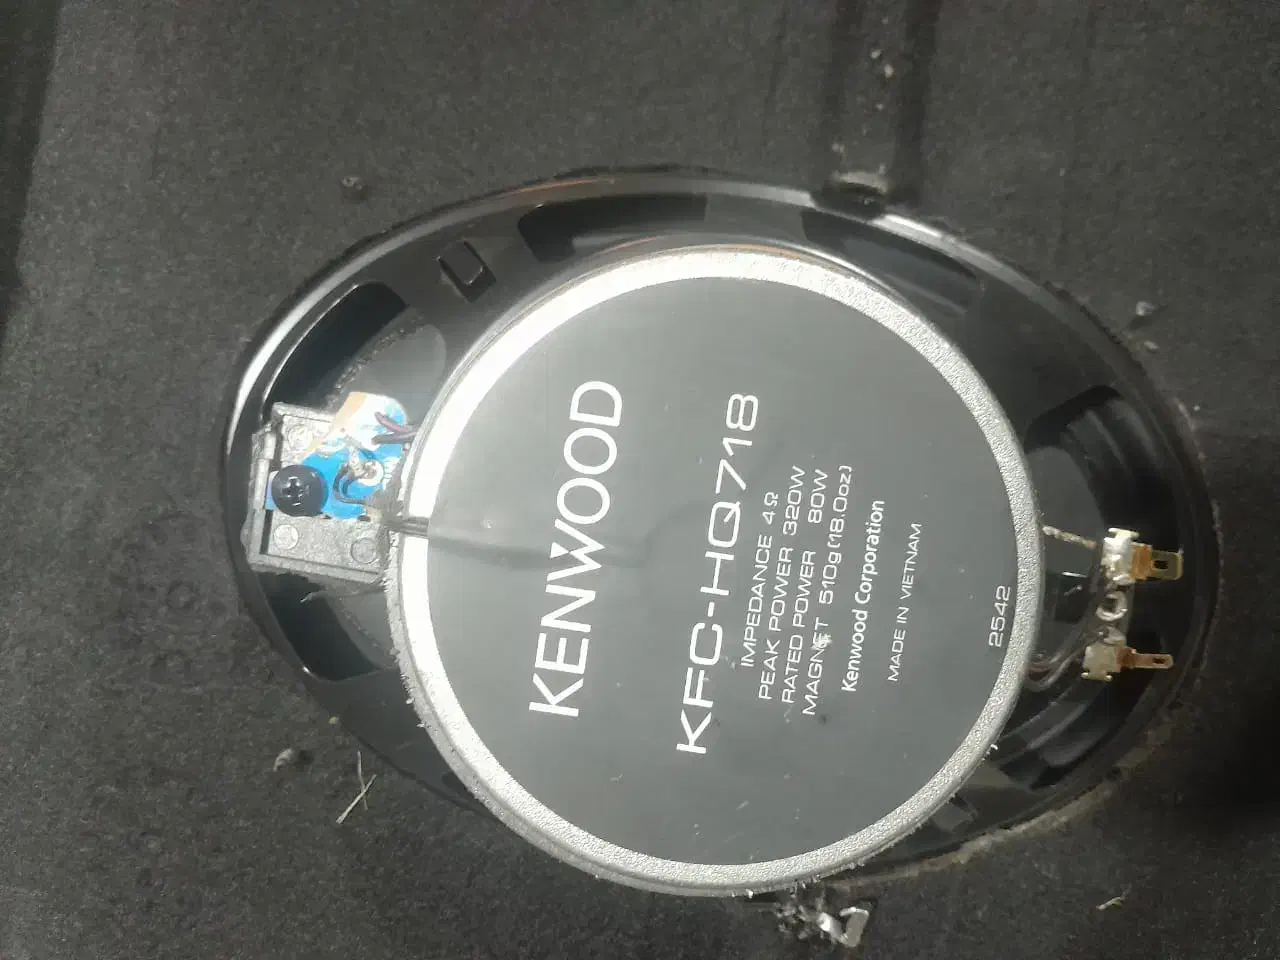 KENWOOD
KFC-HQ718
IMPEDANCE 4Ω
PEAK POWER 320W
RATED POWER 80W
MAGNET 510g(18.0oz)
Kenwood Corporation
MADE IN VIETNAM
2542